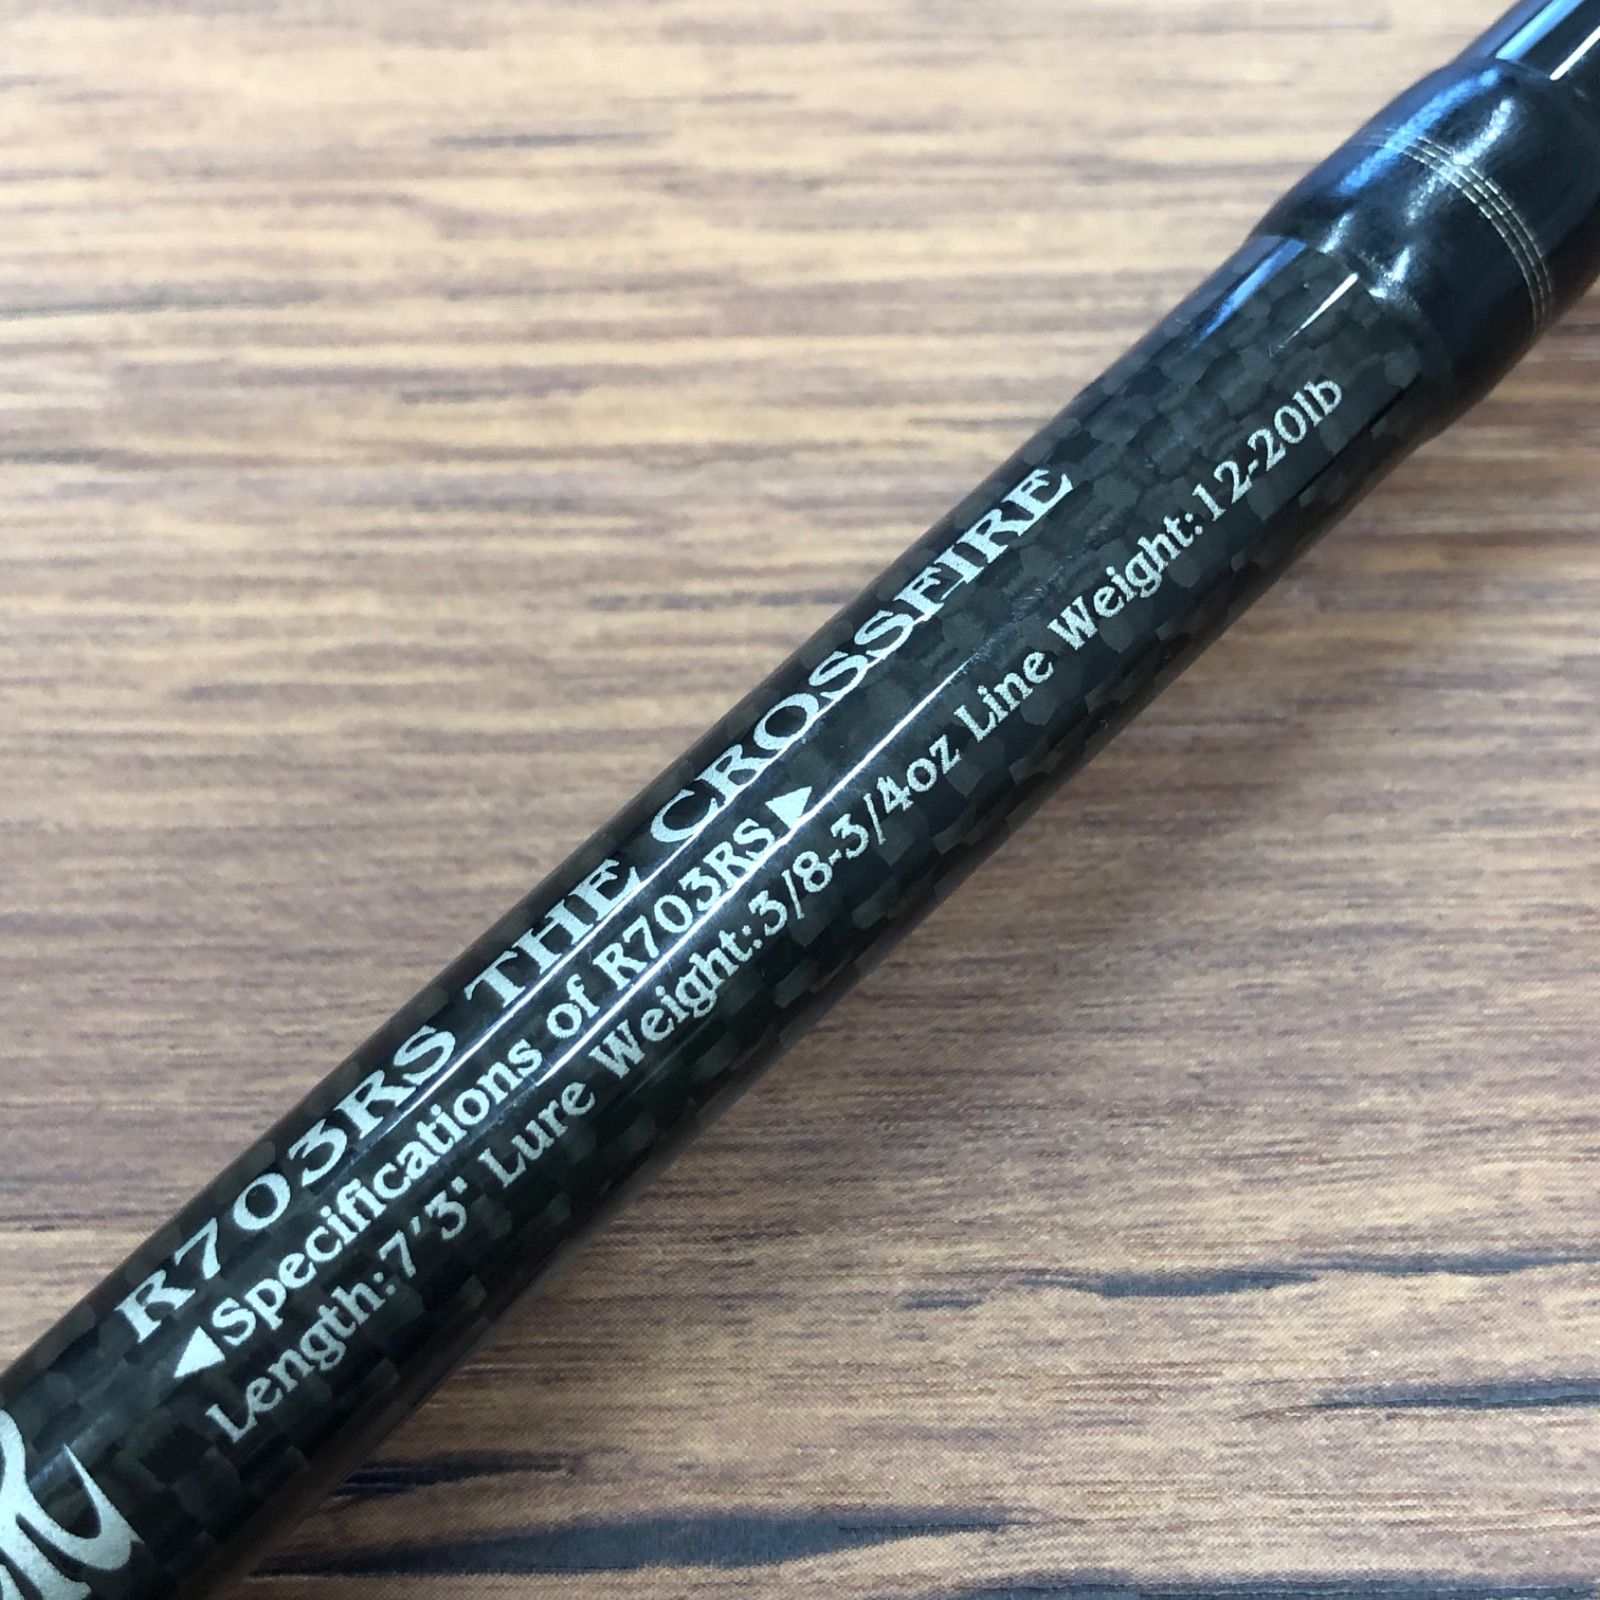 R703RS THE CROSSFIRE
◀Specifications of R703RS▶
Length:7'3' Lure Weight:3/8-3/4oz Line Weight:12-20lb